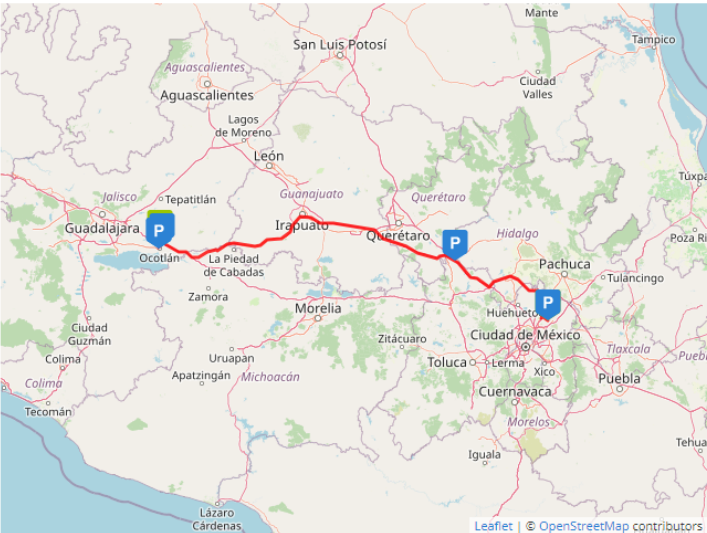 Mante
San Luis Potosí
Tampico
Aguascalientes
Aguascalientes
Ciudad
Valles
Lagos
de Moreno
León
Jalisco
Tepatitlán
Guanajuato
Querétaro
Túxpa
Guadalajara
Irapuato
Querétaro
Hidalgo
Poza Ri
P
P
Ocotlán
La Piedad
de Cabadas
Pachuca
Tulancingo
Zamora
P
Morelia
Huehueto
Ciudad
Guzmán
Zitácuaro
Ciudad de México
Tlaxcala
Colima
Uruapan
Toluca
Lerma
Xico
Pueb
Colima
Apatzingán
Michoacán
Puebla
Tecomán
Cuernavaca
Morelos
Iguala
Tehua
Lázaro
Cárdenas
Leaflet | © OpenStreetMap contributors